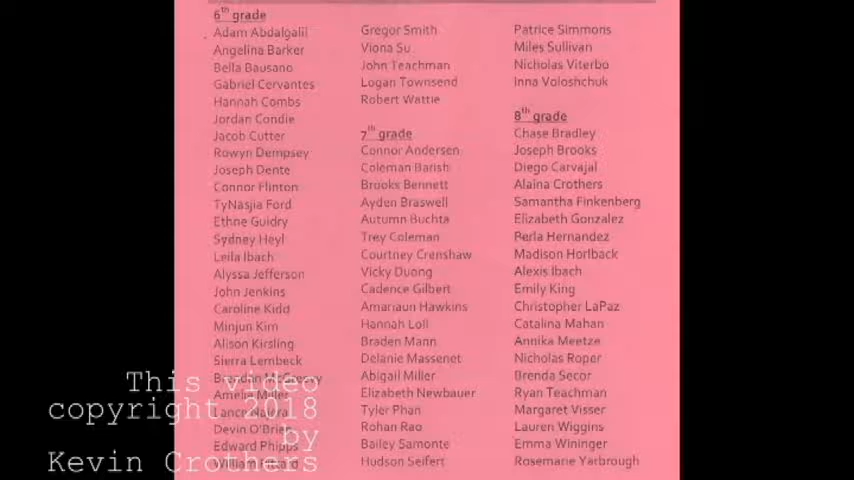 6th grade
Adam Abdalgalil
Angelina Barker
Bella Bausano
Gabriel Cervantes
Hannah Combs
Jordan Condie
Jacob Cutter
Rowyn Dempsey
Joseph Dente
Connor Flinton
TyNasjia Ford
Ethne Guidry
Sydney Heyl
Leila Ibach
Alyssa Jefferson
John Jenkins
Caroline Kidd
Minjun Kim
Alison Kirsling
Sierra Lembeck
Brendan McGreevy
Amelia Miller
Lance
Devin O'Brien
Edward Phipps
William
Gregor Smith
Viona Su
John Teachman
Logan Townsend
Robert Wattie
7th grade
Connor Andersen
Coleman Barish
Brooks Bennett
Ayden Braswell
Autumn Buchta
Trey Coleman
Courtney Crenshaw
Vicky Duong
Cadence Gilbert
Amariaun Hawkins
Hannah Loll
Braden Mann
Delanie Massenet
Abigail Miller
Elizabeth Newbauer
Tyler Phan
Rohan Rao
Bailey Samonte
Hudson Seifert
Patrice Simmons
Miles Sullivan
Nicholas Viterbo
Inna Voloshchuk
8th grade
Chase Bradley
Joseph Brooks
Diego Carvajal
Alaina Crothers
Samantha Finkenberg
Elizabeth Gonzalez
Perla Hernandez
Madison Horlback
Alexis Ibach
Emily King
Christopher LaPaz
Catalina Mahan
Annika Meetze
Nicholas Roper
Brenda Secor
Ryan Teachman
Margaret Visser
Lauren Wiggins
Emma Wininger
Rosemarie Yarbrough
This video
copyright 2018
by
Kevin Crothers